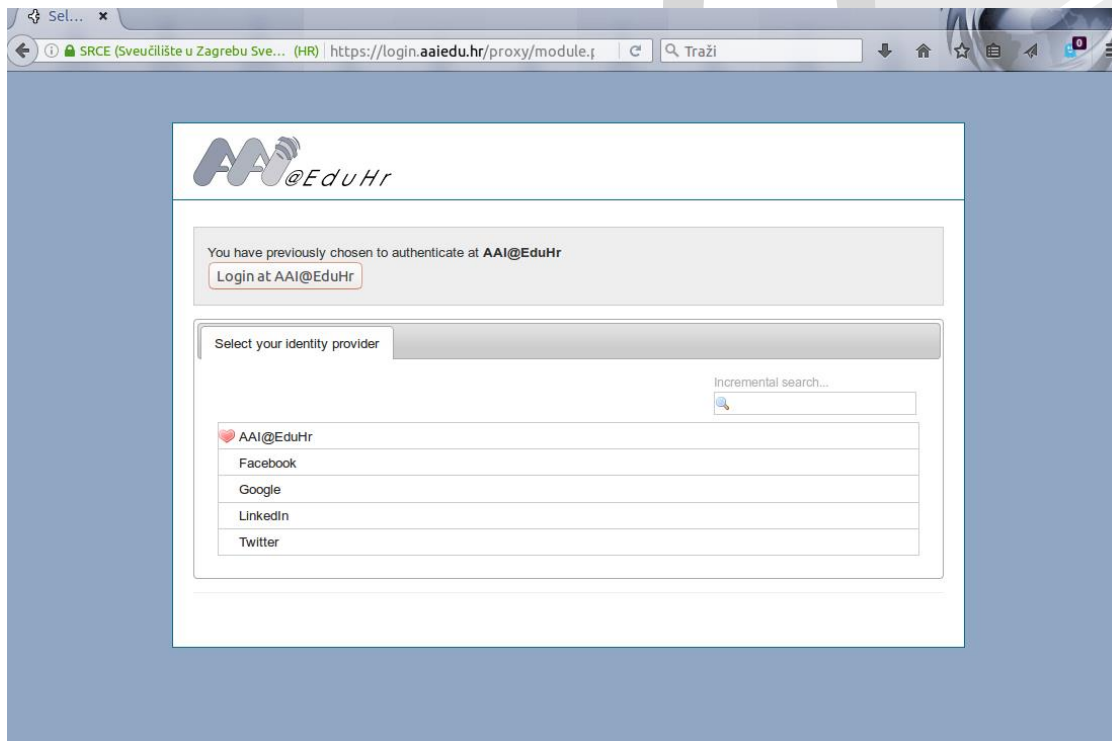 Sel...
SRCE (Sveučilište u Zagrebu Sve... (HR) https://login.aaiedu.hr/proxy/module.p Traži
0
AAI@EduHr
You have previously chosen to authenticate at AAI@EduHr
Login at AAI@EduHr
Select your identity provider
Incremental search...
AAI@EduHr
Facebook
Google
LinkedIn
Twitter